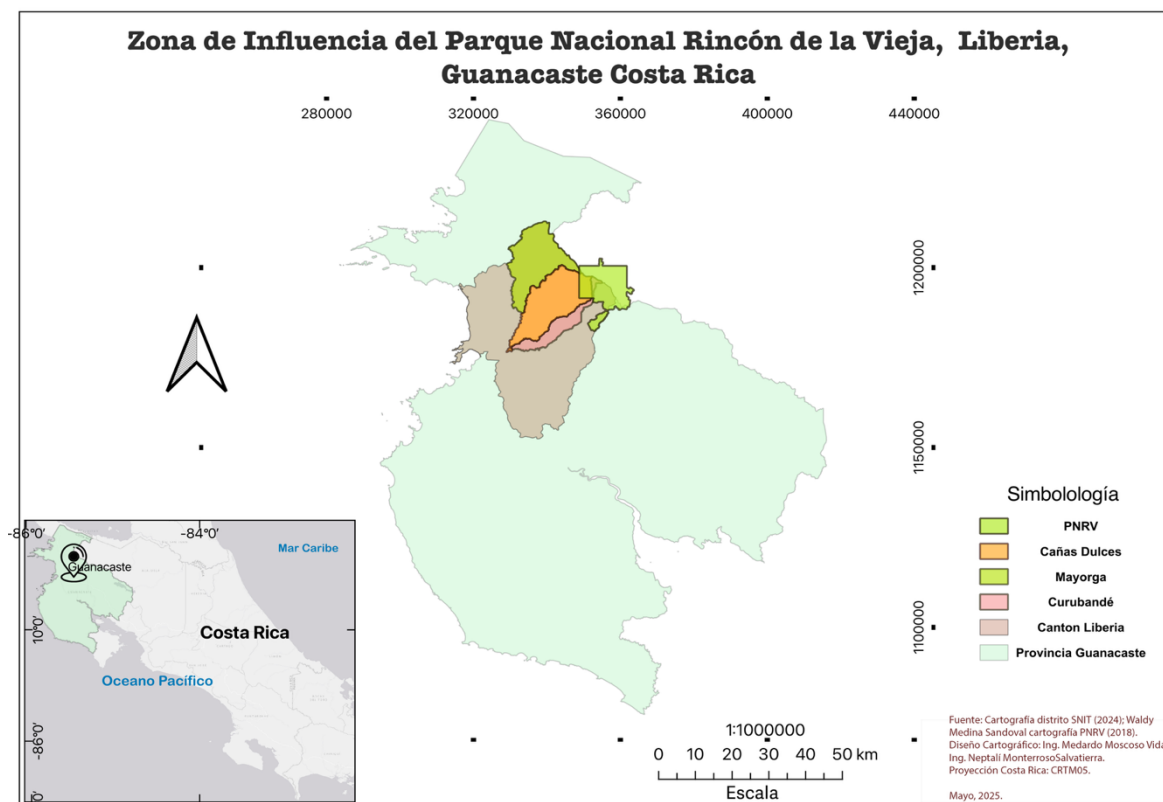 Zona de Influencia del Parque Nacional Rincón de la Vieja, Liberia,
Guanacaste Costa Rica
280000
320000
360000
400000
440000
1200000
1150000
1100000
Simbolología
PNRV
Cañas Dulces
Mayorga
Curubandé
Canton Liberia
Provincia Guanacaste
-86°0'
-84°0'
Mar Caribe
Guanacaste
10°0'
Costa Rica
Oceano Pacífico
-86°0'
0'
1:1000000
0 10 20 30 40 50 km
Escala
Fuente: Cartografía distrito SNIT (2024); Waldy
Medina Sandoval cartografía PNRV (2018).
Diseño Cartográfico: Ing. Medardo Moscoso Vida
Ing. Neptalí MonterrosoSalvatierra.
Proyección Costa Rica: CRTM05.
Mayo, 2025.